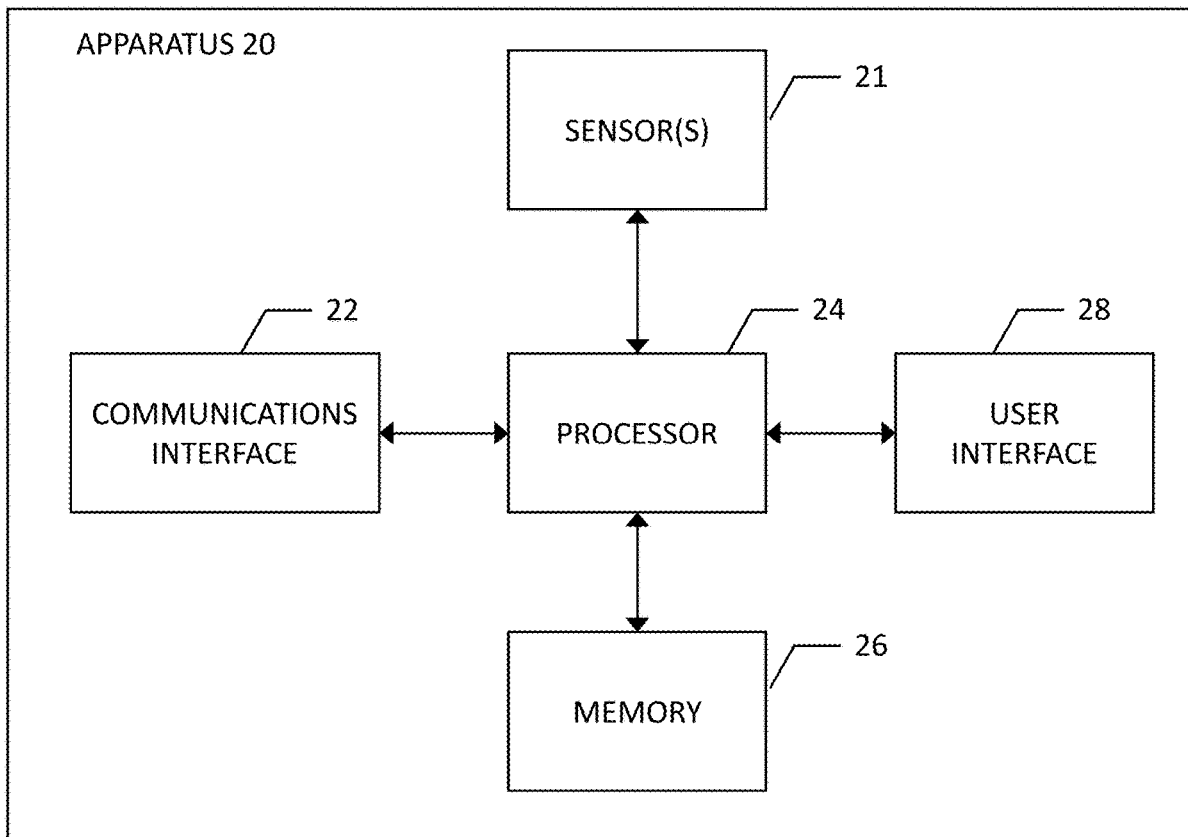 APPARATUS 20
21
SENSOR(S)
22
24
28
COMMUNICATIONS
INTERFACE
PROCESSOR
USER
INTERFACE
26
MEMORY